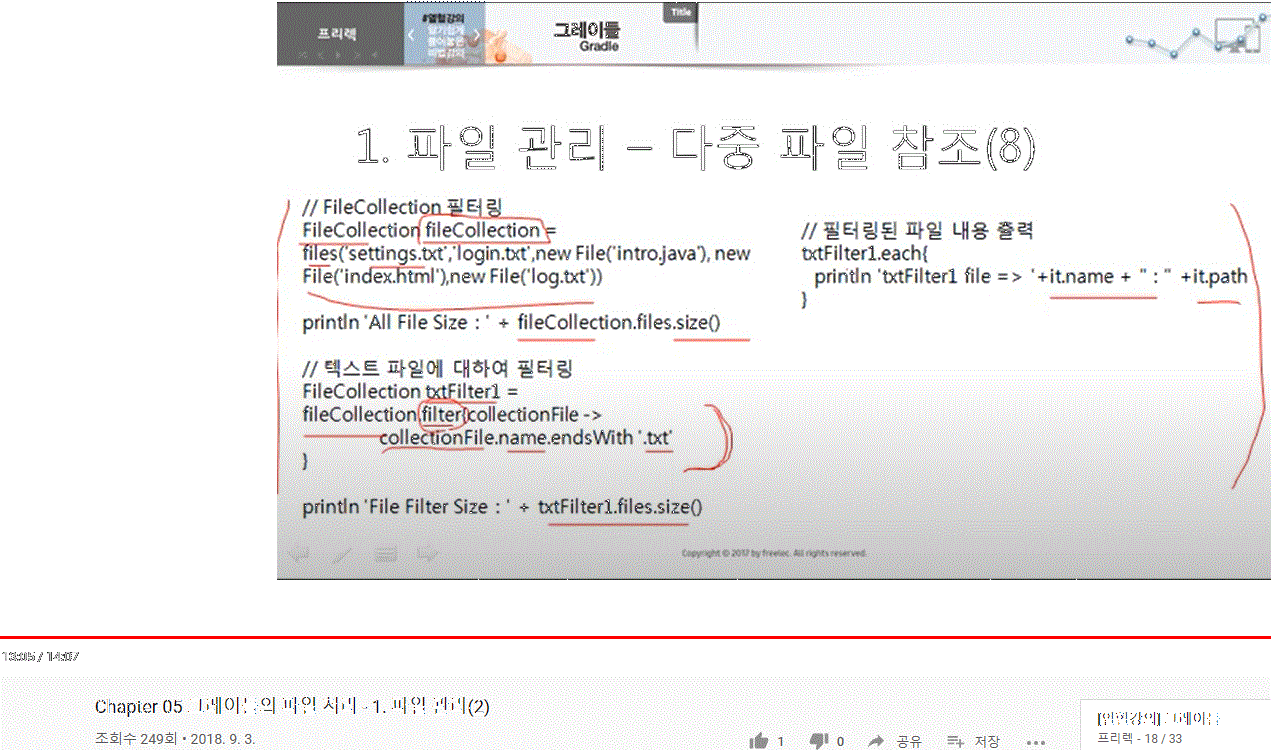 프리렉
#열혈강의
그레이들
Gradle
Title
1. 파일 관리 – 다중 파일 참조(8)
// FileCollection 필터링
FileCollection fileCollection =
files('settings.txt','login.txt',new File('intro.java'), new
File('index.html'),new File('log.txt'))
println 'All File Size : ' + fileCollection.files.size()
// 텍스트 파일에 대하여 필터링
FileCollection txtFilter1 =
fileCollection.filter{collectionFile ->
collectionFile.name.endsWith '.txt'
}
println 'File Filter Size : ' + txtFilter1.files.size()
// 필터링된 파일 내용 출력
txtFilter1.each{
println 'txtFilter1 file => '+it.name + " : " +it.path
}
Copyright © 2017 by freelec. All rights reserved.
13:05 / 14:07
Chapter 05. 그레이들의 파일 처리 - 1. 파일 관리(2)
조회수 249회 • 2018. 9. 3.
1
0
공유
저장
[열혈강의] 그레이들
프리렉 - 18 / 33